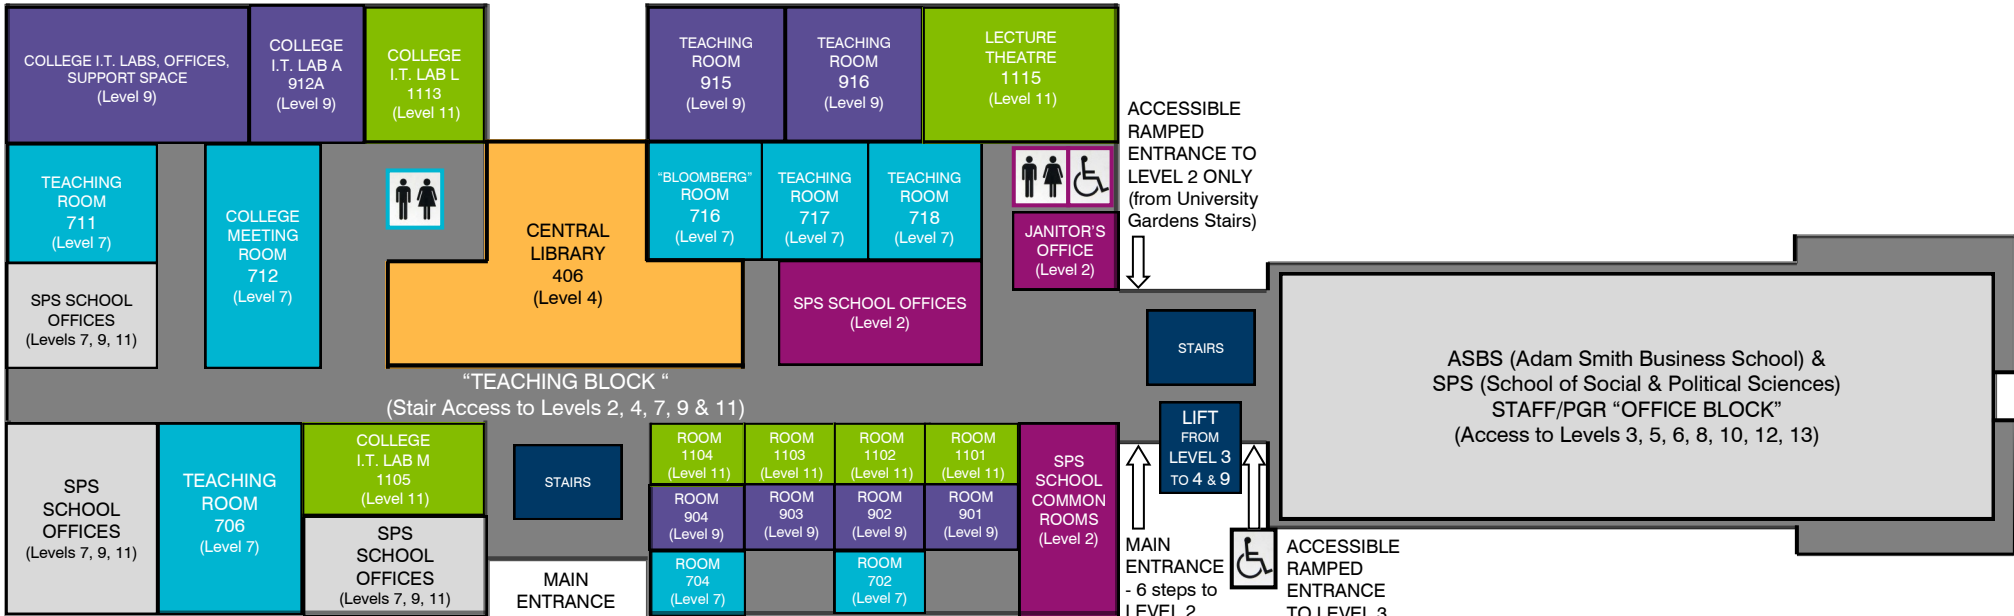 COLLEGE I.T. LABS, OFFICES,
SUPPORT SPACE
(Level 9)
COLLEGE
I.T. LAB A
912A
(Level 9)
COLLEGE
I.T. LAB L
1113
(Level 11)
TEACHING
ROOM
915
(Level 9)
TEACHING
ROOM
916
(Level 9)
LECTURE
THEATRE
1115
(Level 11)
ACCESSIBLE
RAMPED
ENTRANCE TO
LEVEL 2 ONLY
(from University
Gardens Stairs)
TEACHING
ROOM
711
(Level 7)
COLLEGE
MEETING
ROOM
712
(Level 7)
CENTRAL
LIBRARY
406
(Level 4)
“BLOOMBERG”
ROOM
716
(Level 7)
TEACHING
ROOM
717
(Level 7)
TEACHING
ROOM
718
(Level 7)
JANITOR’S
OFFICE
(Level 2)
SPS SCHOOL
OFFICES
(Levels 7, 9, 11)
SPS SCHOOL OFFICES
(Level 2)
STAIRS
ASBS (Adam Smith Business School) &
SPS (School of Social & Political Sciences)
STAFF/PGR “OFFICE BLOCK”
(Access to Levels 3, 5, 6, 8, 10, 12, 13)
“TEACHING BLOCK “
(Stair Access to Levels 2, 4, 7, 9 & 11)
LIFT
FROM
LEVEL 3
TO 4 & 9
SPS
SCHOOL
OFFICES
(Levels 7, 9, 11)
TEACHING
ROOM
706
(Level 7)
COLLEGE
I.T. LAB M
1105
(Level 11)
SPS
SCHOOL
OFFICES
(Levels 7, 9, 11)
STAIRS
MAIN
ENTRANCE
ROOM
1104
(Level 11)
ROOM
1103
(Level 11)
ROOM
1102
(Level 11)
ROOM
1101
(Level 11)
ROOM
904
(Level 9)
ROOM
903
(Level 9)
ROOM
902
(Level 9)
ROOM
901
(Level 9)
ROOM
704
(Level 7)
ROOM
702
(Level 7)
SPS
SCHOOL
COMMON
ROOMS
(Level 2)
MAIN
ENTRANCE
- 6 steps to
LEVEL 2
ACCESSIBLE
RAMPED
ENTRANCE
TO LEVEL 3